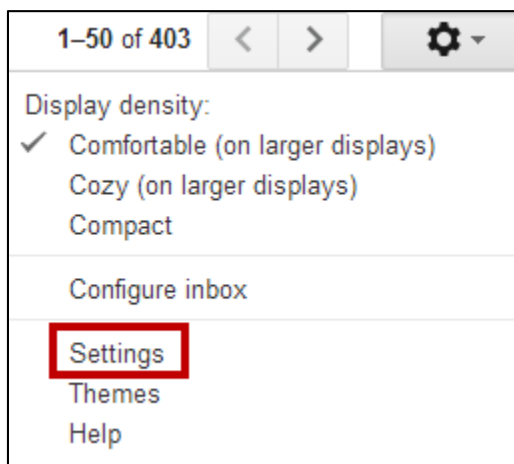 1–50 of 403
Display density:
Comfortable (on larger displays)
Cozy (on larger displays)
Compact
Configure inbox
Settings
Themes
Help